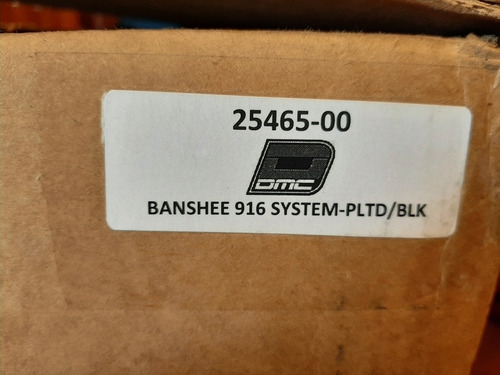 25465-00
DMC
BANSHEE 916 SYSTEM-PLTD/BLK